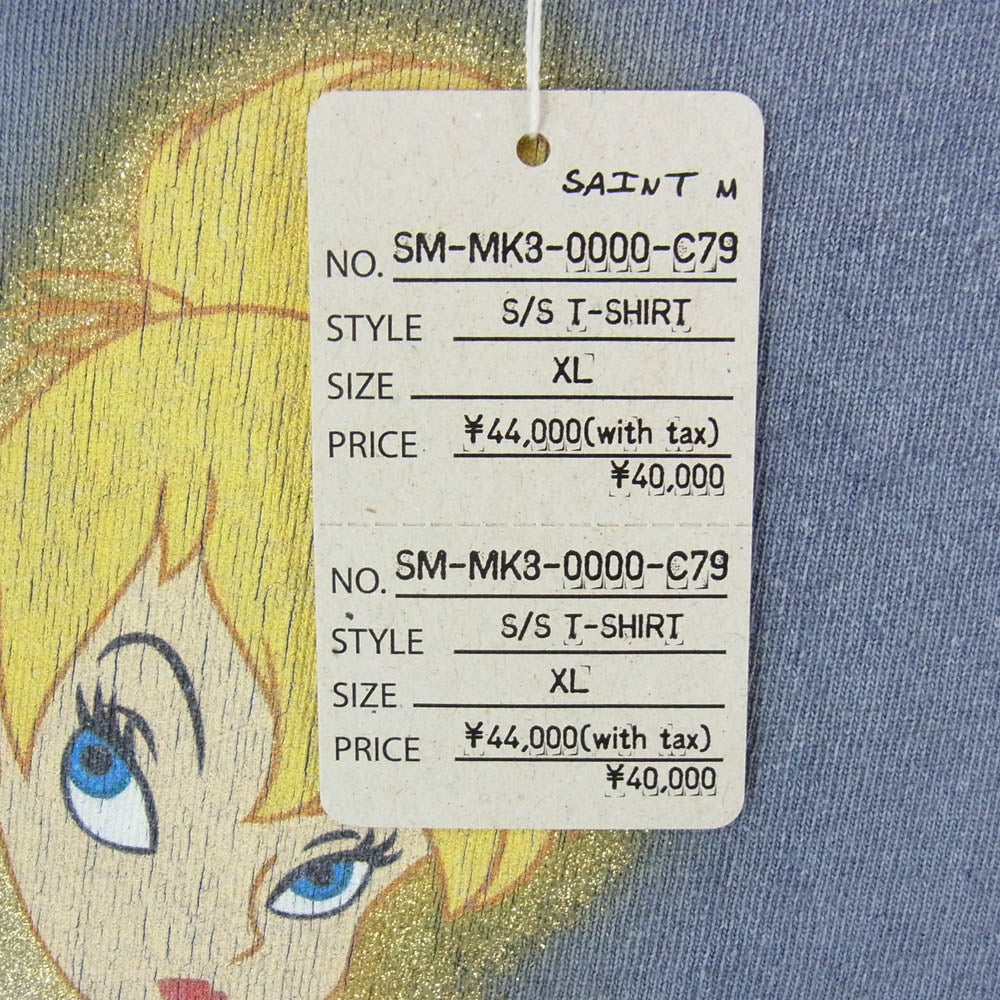 SAINT M
NO. SM-MK3-0000-C79
STYLE S/S T-SHIRT
SIZE XL
PRICE ¥44,000(with tax)
¥40,000
NO. SM-MK3-0000-C79
STYLE S/S T-SHIRT
SIZE XL
PRICE ¥44,000(with tax)
¥40,000